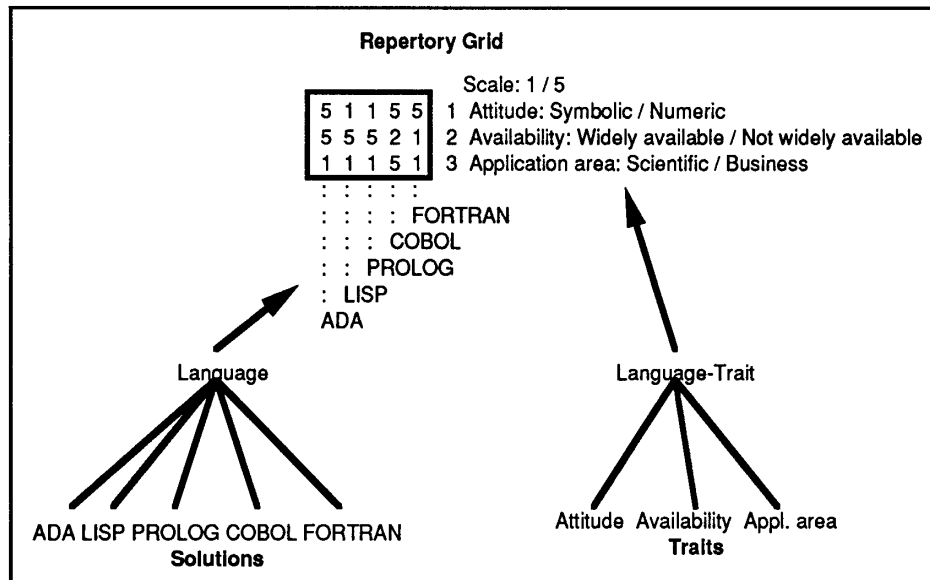 Repertory Grid
Scale: 1 / 5
5 1 1 5 5 1 Attitude: Symbolic / Numeric
5 5 5 2 1 2 Availability: Widely available / Not widely available
1 1 1 5 1 3 Application area: Scientific / Business
: : : : :
: : : : FORTRAN
: : : COBOL
: : PROLOG
: LISP
ADA
Language
Language-Trait
ADA LISP PROLOG COBOL FORTRAN
Solutions
Attitude Availability Appl. area
Traits